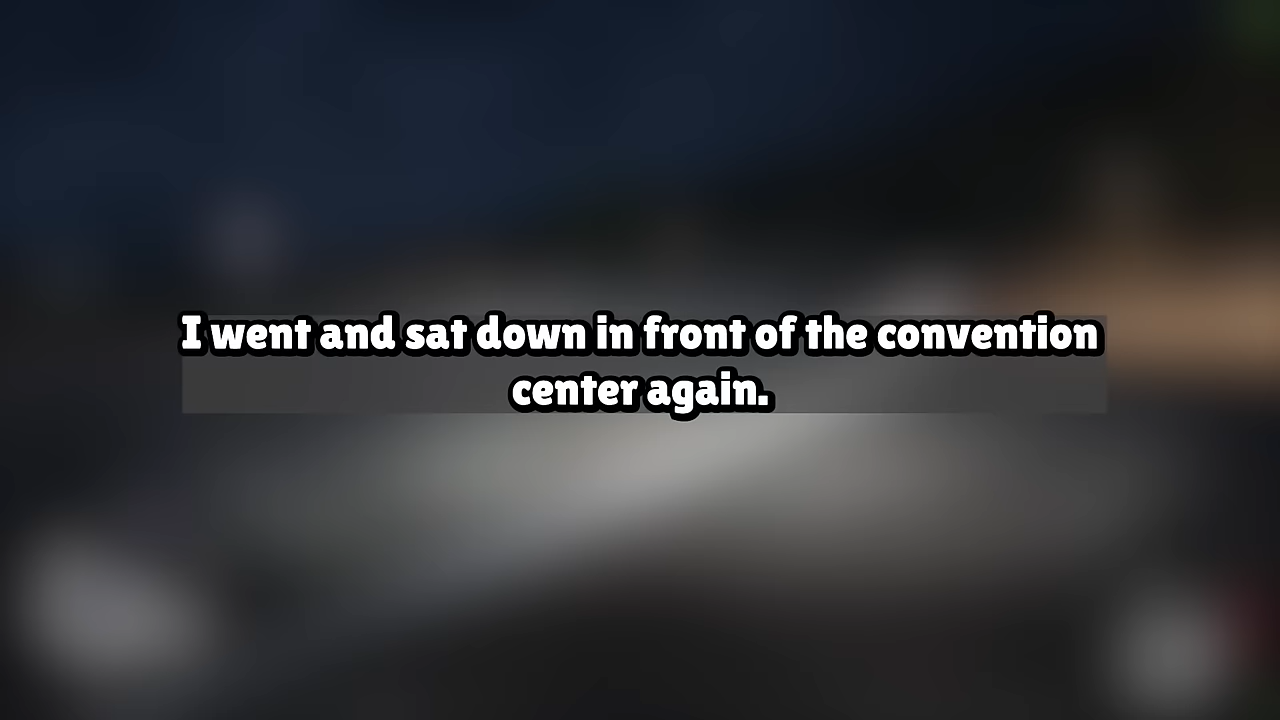 I went and sat down in front of the convention
center again.